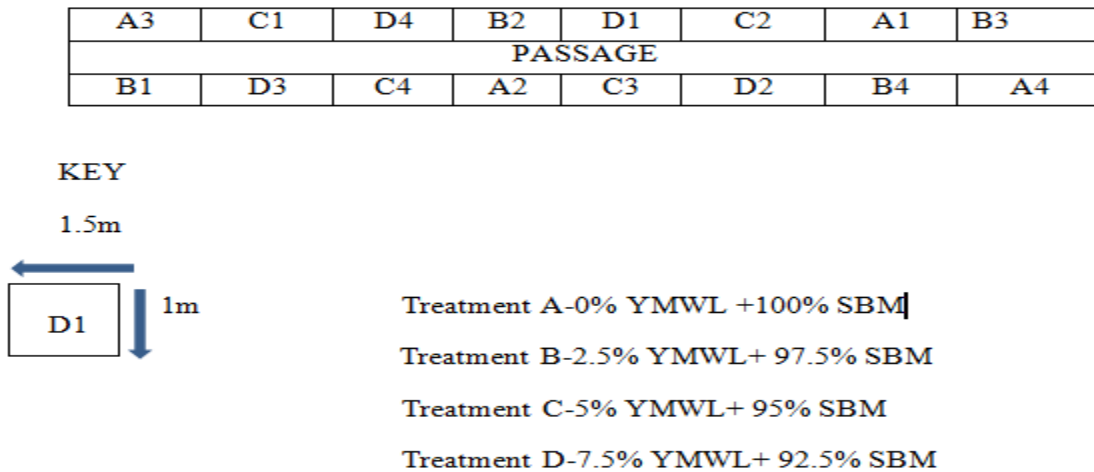 A3 C1 D4 B2 D1 C2 A1 B3
PASSAGE
B1 D3 C4 A2 C3 D2 B4 A4
KEY
1.5m
D1 1m
Treatment A-0% YMWL +100% SBM
Treatment B-2.5% YMWL+ 97.5% SBM
Treatment C-5% YMWL+ 95% SBM
Treatment D-7.5% YMWL+ 92.5% SBM